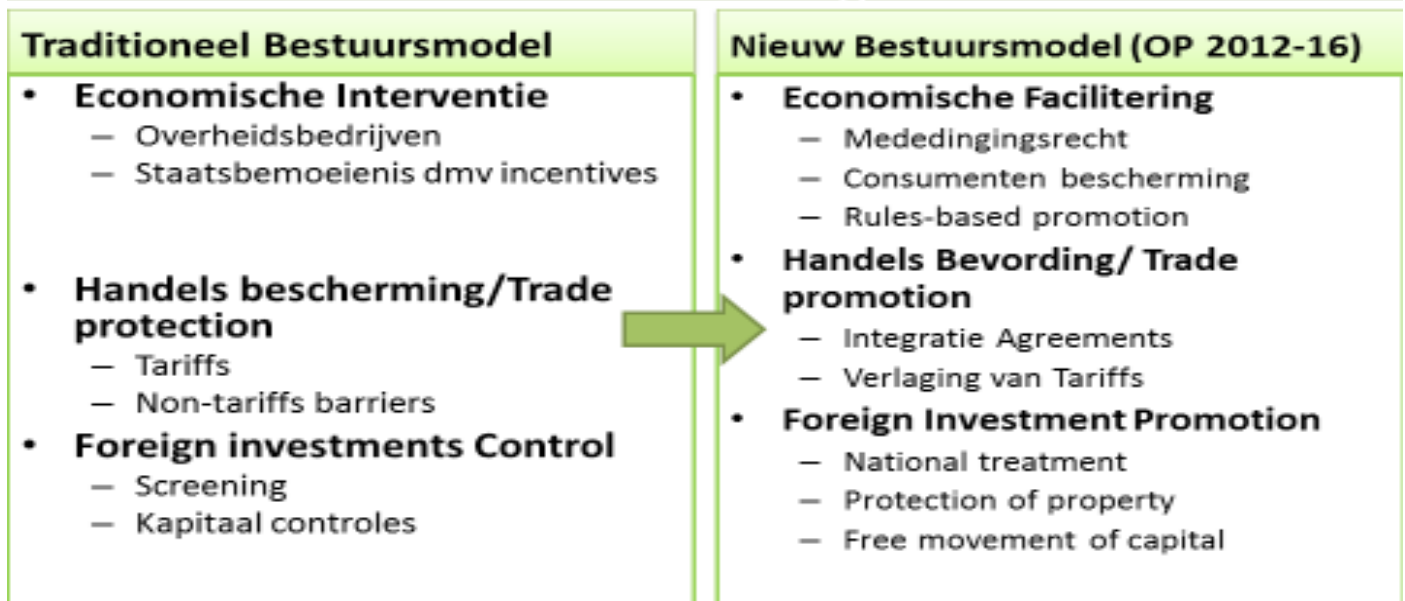 Traditioneel Bestuursmodel
• Economische Interventie
– Overheidsbedrijven
– Staatsbemoeienis dmv incentives
• Handels bescherming/Trade
protection
– Tariffs
– Non-tariffs barriers
• Foreign investments Control
– Screening
– Kapitaal controles
Nieuw Bestuursmodel (OP 2012-16)
• Economische Facilitering
– Mededingingsrecht
– Consumenten bescherming
– Rules-based promotion
• Handels Bevording/ Trade
promotion
– Integratie Agreements
– Verlaging van Tariffs
• Foreign Investment Promotion
– National treatment
– Protection of property
– Free movement of capital